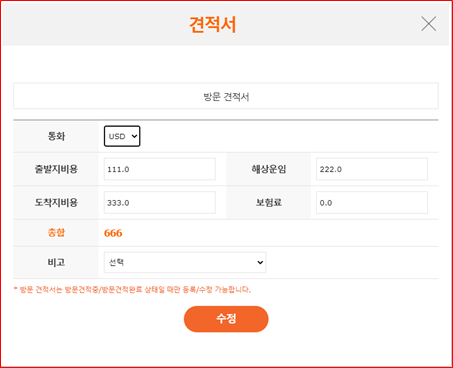 견적서
방문 견적서
통화 USD
출발지비용 111.0 해상운임 222.0
도착지비용 333.0 보험료 0.0
총합 666
비고 선택
* 방문 견적서는 방문견적중/방문견적완료 상태일 때만 등록/수정 가능합니다.
수정